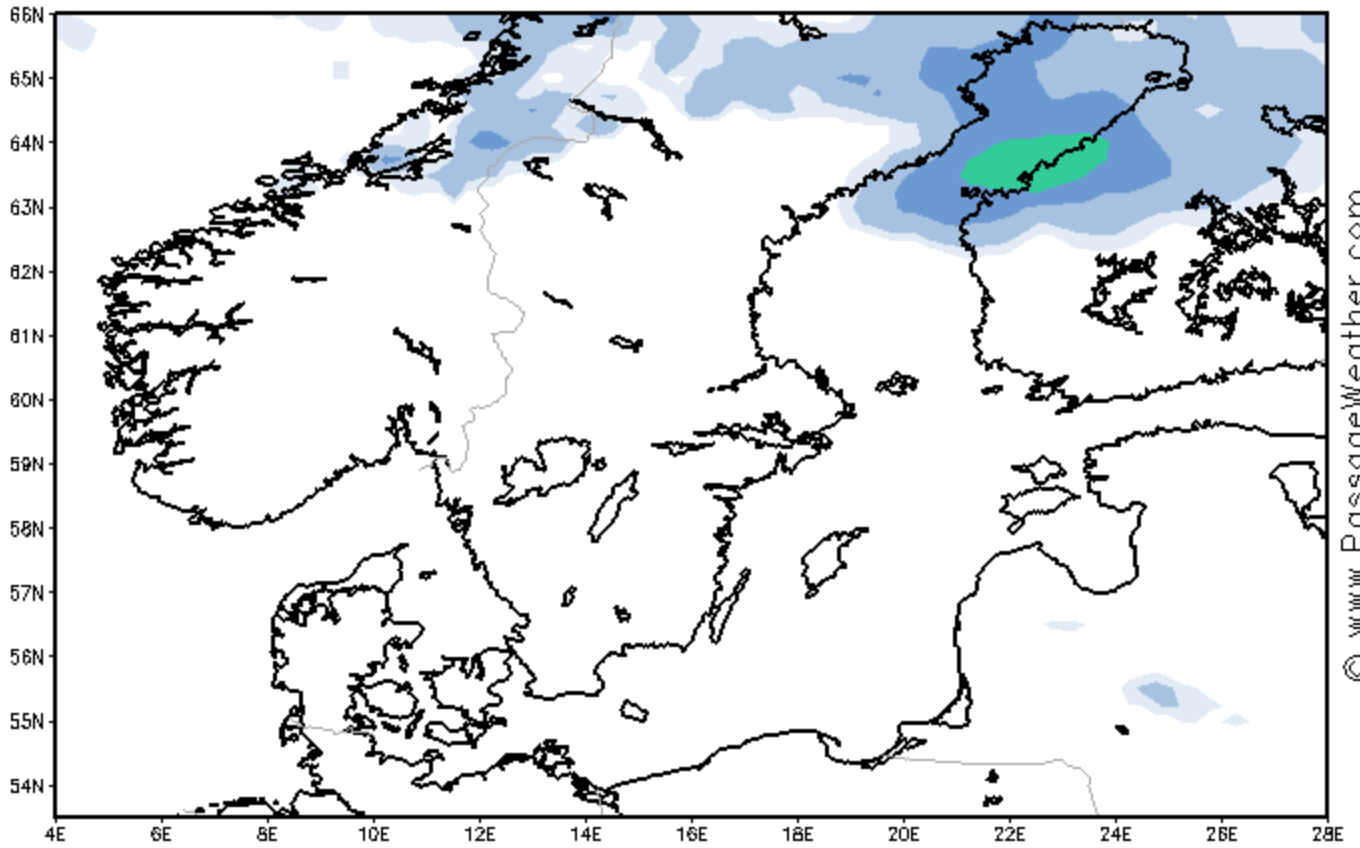 66N
65N
64N
63N
62N
61N
60N
59N
58N
57N
56N
55N
54N
4E 6E 8E 10E 12E 14E 16E 18E 20E 22E 24E 26E 28E
© www.PassageWeather.com